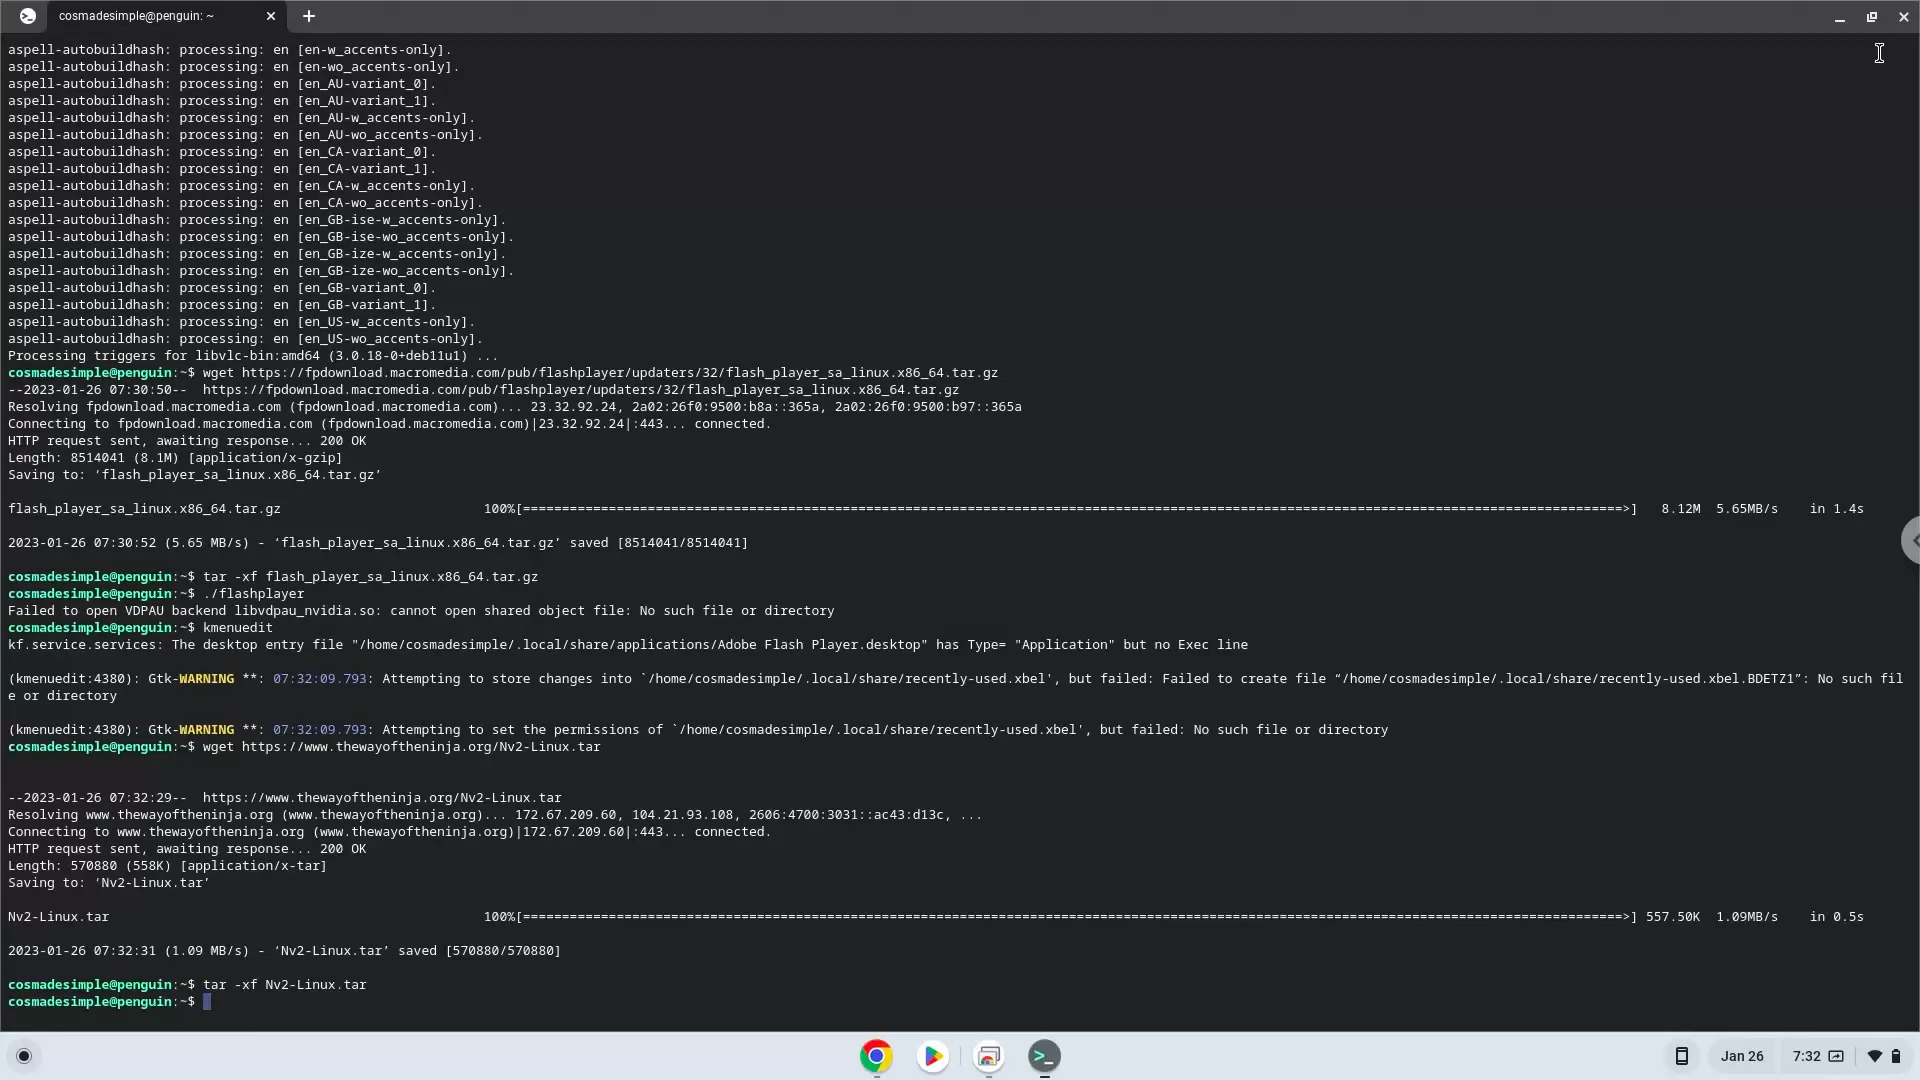 cosmadesimple@penguin: ~
aspell-autobuildhash: processing: en [en-w_accents-only].
aspell-autobuildhash: processing: en [en-wo_accents-only].
aspell-autobuildhash: processing: en [en_AU-variant_0].
aspell-autobuildhash: processing: en [en_AU-variant_1].
aspell-autobuildhash: processing: en [en_AU-w_accents-only].
aspell-autobuildhash: processing: en [en_AU-wo_accents-only].
aspell-autobuildhash: processing: en [en_CA-variant_0].
aspell-autobuildhash: processing: en [en_CA-variant_1].
aspell-autobuildhash: processing: en [en_CA-w_accents-only].
aspell-autobuildhash: processing: en [en_CA-wo_accents-only].
aspell-autobuildhash: processing: en [en_GB-ise-w_accents-only].
aspell-autobuildhash: processing: en [en_GB-ise-wo_accents-only].
aspell-autobuildhash: processing: en [en_GB-ize-w_accents-only].
aspell-autobuildhash: processing: en [en_GB-ize-wo_accents-only].
aspell-autobuildhash: processing: en [en_GB-variant_0].
aspell-autobuildhash: processing: en [en_GB-variant_1].
aspell-autobuildhash: processing: en [en_US-w_accents-only].
aspell-autobuildhash: processing: en [en_US-wo_accents-only].
Processing triggers for libvlc-bin:amd64 (3.0.18-0+deb11u1) ...
cosmadesimple@penguin:~$ wget https://fpdownload.macromedia.com/pub/flashplayer/updaters/32/flash_player_sa_linux.x86_64.tar.gz
--2023-01-26 07:30:50--  https://fpdownload.macromedia.com/pub/flashplayer/updaters/32/flash_player_sa_linux.x86_64.tar.gz
Resolving fpdownload.macromedia.com (fpdownload.macromedia.com)... 23.32.92.24, 2a02:26f0:9500:b8a::365a, 2a02:26f0:9500:b97::365a
Connecting to fpdownload.macromedia.com (fpdownload.macromedia.com)|23.32.92.24|:443... connected.
HTTP request sent, awaiting response... 200 OK
Length: 8514041 (8.1M) [application/x-gzip]
Saving to: ‘flash_player_sa_linux.x86_64.tar.gz’
flash_player_sa_linux.x86_64.tar.gz 100%[=============================================>] 8.12M 5.65MB/s in 1.4s
2023-01-26 07:30:52 (5.65 MB/s) - ‘flash_player_sa_linux.x86_64.tar.gz’ saved [8514041/8514041]
cosmadesimple@penguin:~$ tar -xf flash_player_sa_linux.x86_64.tar.gz
cosmadesimple@penguin:~$ ./flashplayer
Failed to open VDPAU backend libvdpau_nvidia.so: cannot open shared object file: No such file or directory
cosmadesimple@penguin:~$ kmenuedit
kf.service.services: The desktop entry file "/home/cosmadesimple/.local/share/applications/Adobe Flash Player.desktop" has Type= "Application" but no Exec line
(kmenuedit:4380): Gtk-WARNING **: 07:32:09.793: Attempting to store changes into `/home/cosmadesimple/.local/share/recently-used.xbel', but failed: Failed to create file “/home/cosmadesimple/.local/share/recently-used.xbel.BDETZ1”: No such fil
e or directory
(kmenuedit:4380): Gtk-WARNING **: 07:32:09.793: Attempting to set the permissions of `/home/cosmadesimple/.local/share/recently-used.xbel', but failed: No such file or directory
cosmadesimple@penguin:~$ wget https://www.thewayoftheninja.org/Nv2-Linux.tar
--2023-01-26 07:32:29--  https://www.thewayoftheninja.org/Nv2-Linux.tar
Resolving www.thewayoftheninja.org (www.thewayoftheninja.org)... 172.67.209.60, 104.21.93.108, 2606:4700:3031::ac43:d13c, ...
Connecting to www.thewayoftheninja.org (www.thewayoftheninja.org)|172.67.209.60|:443... connected.
HTTP request sent, awaiting response... 200 OK
Length: 570880 (558K) [application/x-tar]
Saving to: ‘Nv2-Linux.tar’
Nv2-Linux.tar 100%[=============================================>] 557.50K 1.09MB/s in 0.5s
2023-01-26 07:32:31 (1.09 MB/s) - ‘Nv2-Linux.tar’ saved [570880/570880]
cosmadesimple@penguin:~$ tar -xf Nv2-Linux.tar
cosmadesimple@penguin:~$
Jan 26 7:32